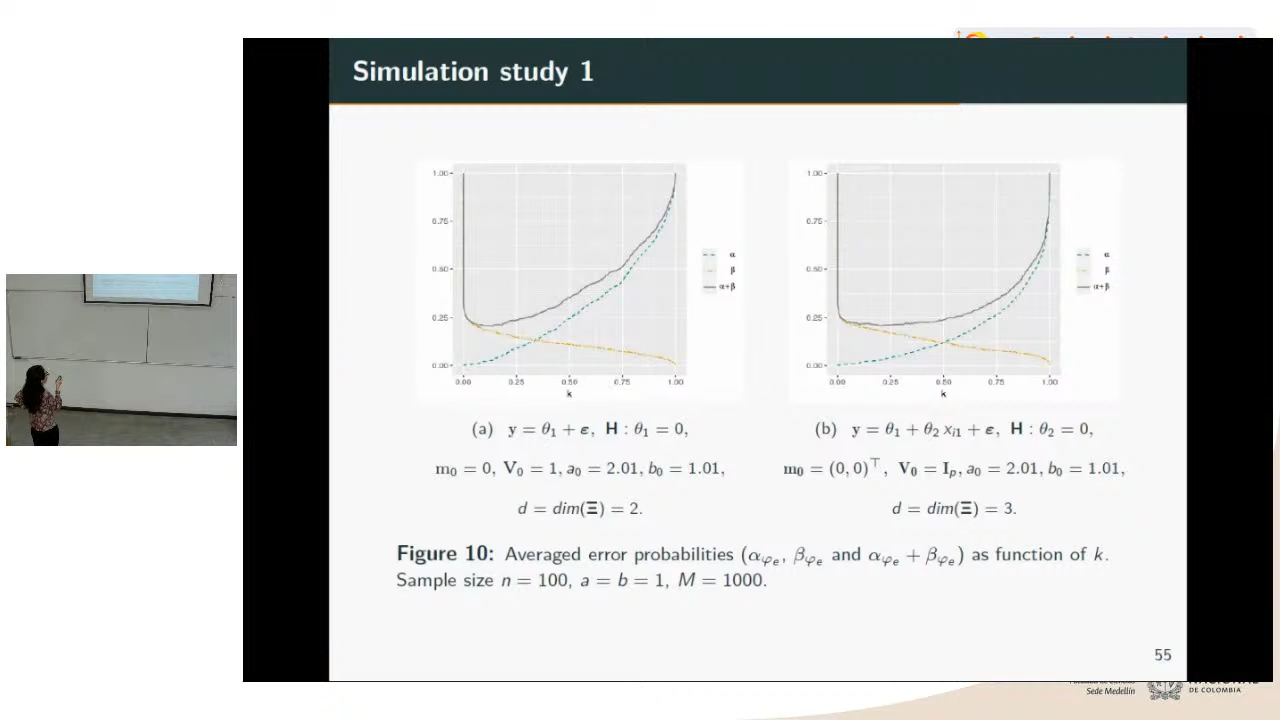 Simulation study 1
1.00
0.75
0.50
0.25
0.00
0.00 0.25 0.50 0.75 1.00
k
α
β
α+β
1.00
0.75
0.50
0.25
0.00
0.00 0.25 0.50 0.75 1.00
k
α
β
α+β
(a) y = θ₁ + ε, H : θ₁ = 0,
m₀ = 0, V₀ = 1, a₀ = 2.01, b₀ = 1.01,
d = dim(Ξ) = 2.
(b) y = θ₁ + θ₂ xᵢ₁ + ε, H : θ₂ = 0,
m₀ = (0, 0)⊤, V₀ = Iₚ, a₀ = 2.01, b₀ = 1.01,
d = dim(Ξ) = 3.
Figure 10: Averaged error probabilities (α_φₑ, β_φₑ and α_φₑ + β_φₑ) as function of k.
Sample size n = 100, a = b = 1, M = 1000.
55
Sede Medellín
DE COLOMBIA